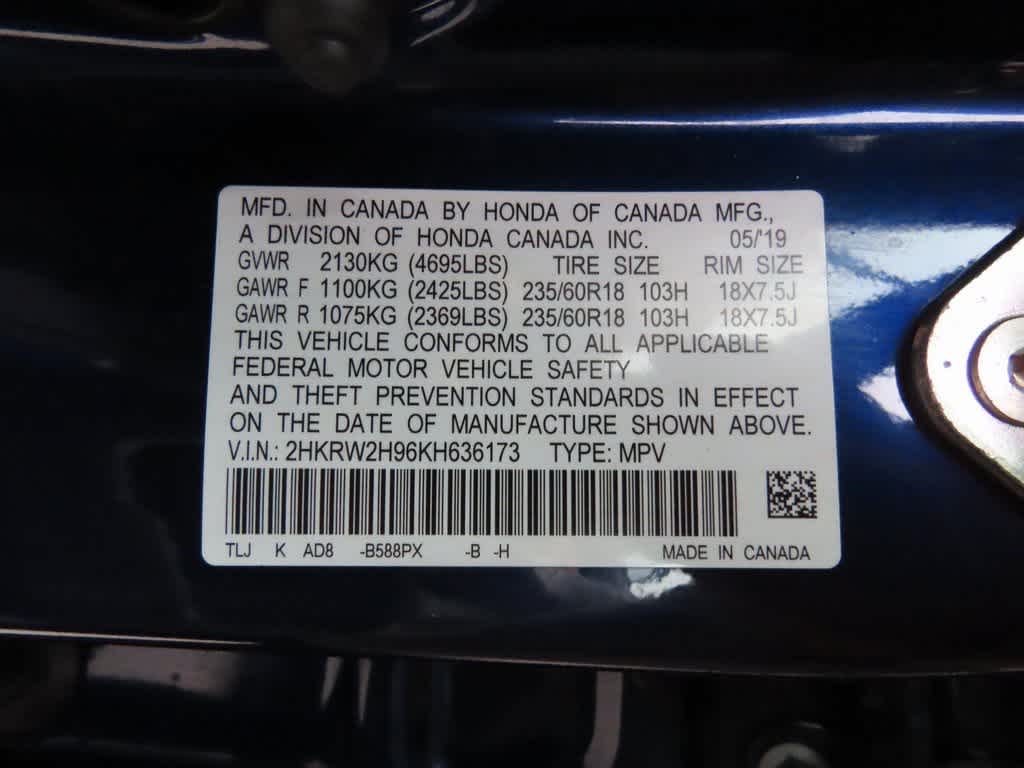 MFD. IN CANADA BY HONDA OF CANADA MFG.,
A DIVISION OF HONDA CANADA INC. 05/'19
GVWR 2130KG (4695LBS) TIRE SIZE RIM SIZE
GAWR F 1100KG (2425LBS) 235/60R18 103H 18X7.5J
GAWR R 1075KG (2369LBS) 235/60R18 103H 18X7.5J
THIS VEHICLE CONFORMS TO ALL APPLICABLE
FEDERAL MOTOR VEHICLE SAFETY
AND THEFT PREVENTION STANDARDS IN EFFECT
ON THE DATE OF MANUFACTURE SHOWN ABOVE.
V.I.N.: 2HKRW2H96KH636173 TYPE: MPV
TLJ K AD8 -B588PX -B -H MADE IN CANADA